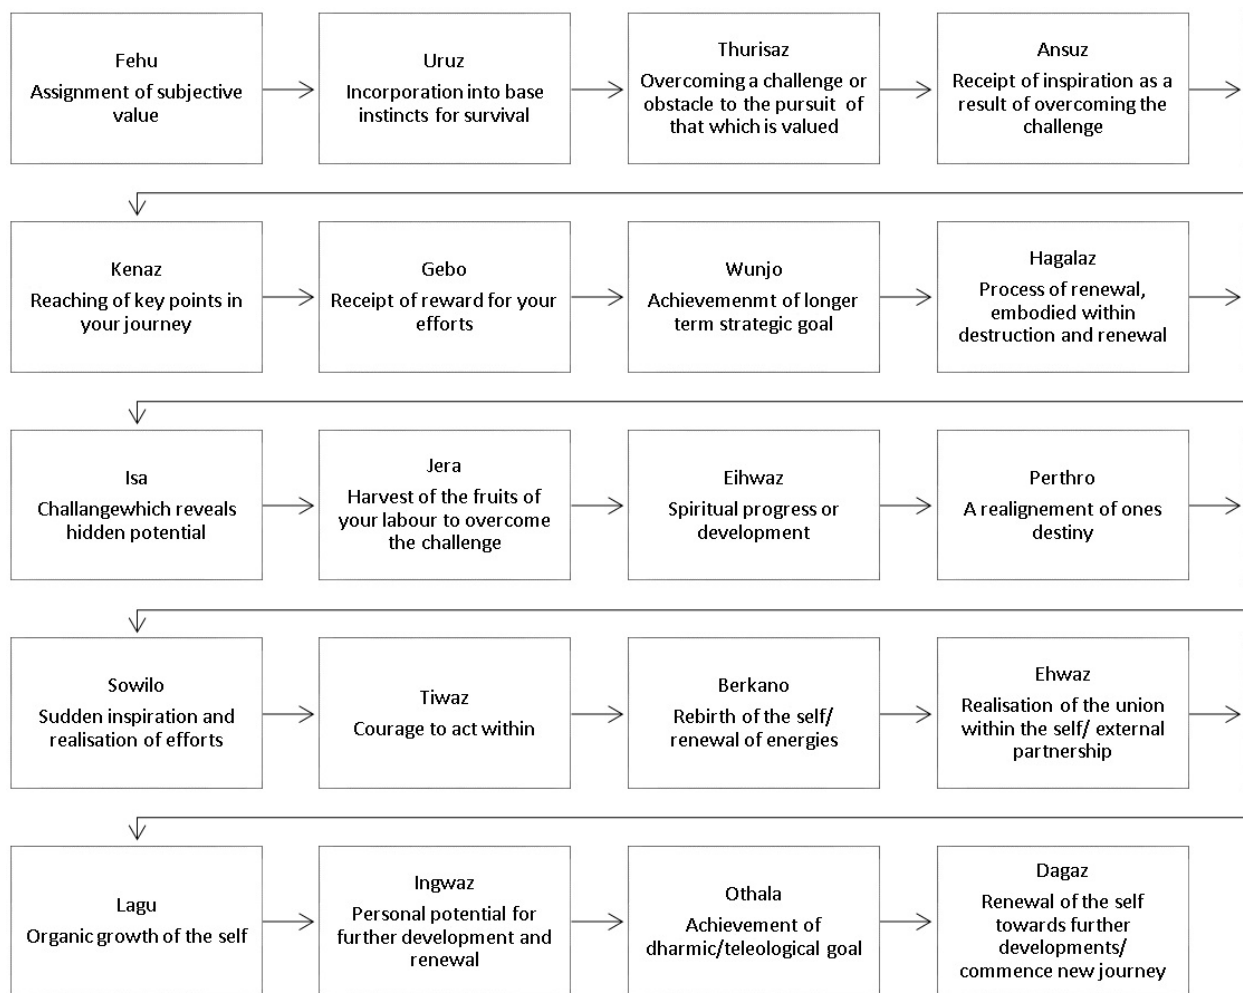 Fehu
Assignment of subjective
value
Uruz
Incorporation into base
instincts for survival
Thurisaz
Overcoming a challenge or
obstacle to the pursuit of
that which is valued
Ansuz
Receipt of inspiration as a
result of overcoming the
challenge
Kenaz
Reaching of key points in
your journey
Gebo
Receipt of reward for your
efforts
Wunjo
Achievemenmt of longer
term strategic goal
Hagalaz
Process of renewal,
embodied within
destruction and renewal
Isa
Challangewhich reveals
hidden potential
Jera
Harvest of the fruits of
your labour to overcome
the challenge
Eihwaz
Spiritual progress or
development
Perthro
A realignement of ones
destiny
Sowilo
Sudden inspiration and
realisation of efforts
Tiwaz
Courage to act within
Berkano
Rebirth of the self/
renewal of energies
Ehwaz
Realisation of the union
within the self/ external
partnership
Lagu
Organic growth of the self
Ingwaz
Personal potential for
further development and
renewal
Othala
Achievement of
dharmic/teleological goal
Dagaz
Renewal of the self
towards further
developments/
commence new journey